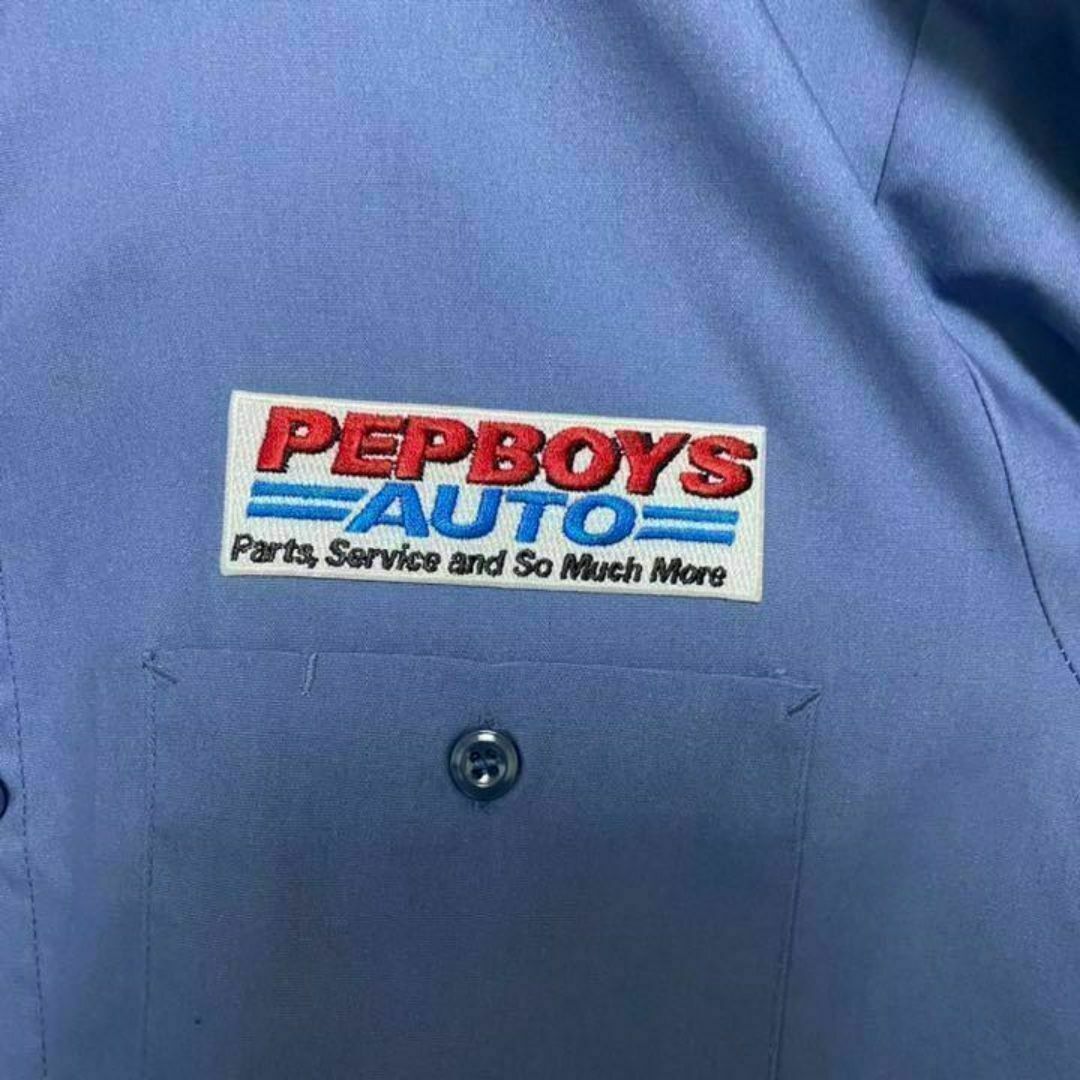 PEPBOYS
AUTO
Parts, Service and So Much More